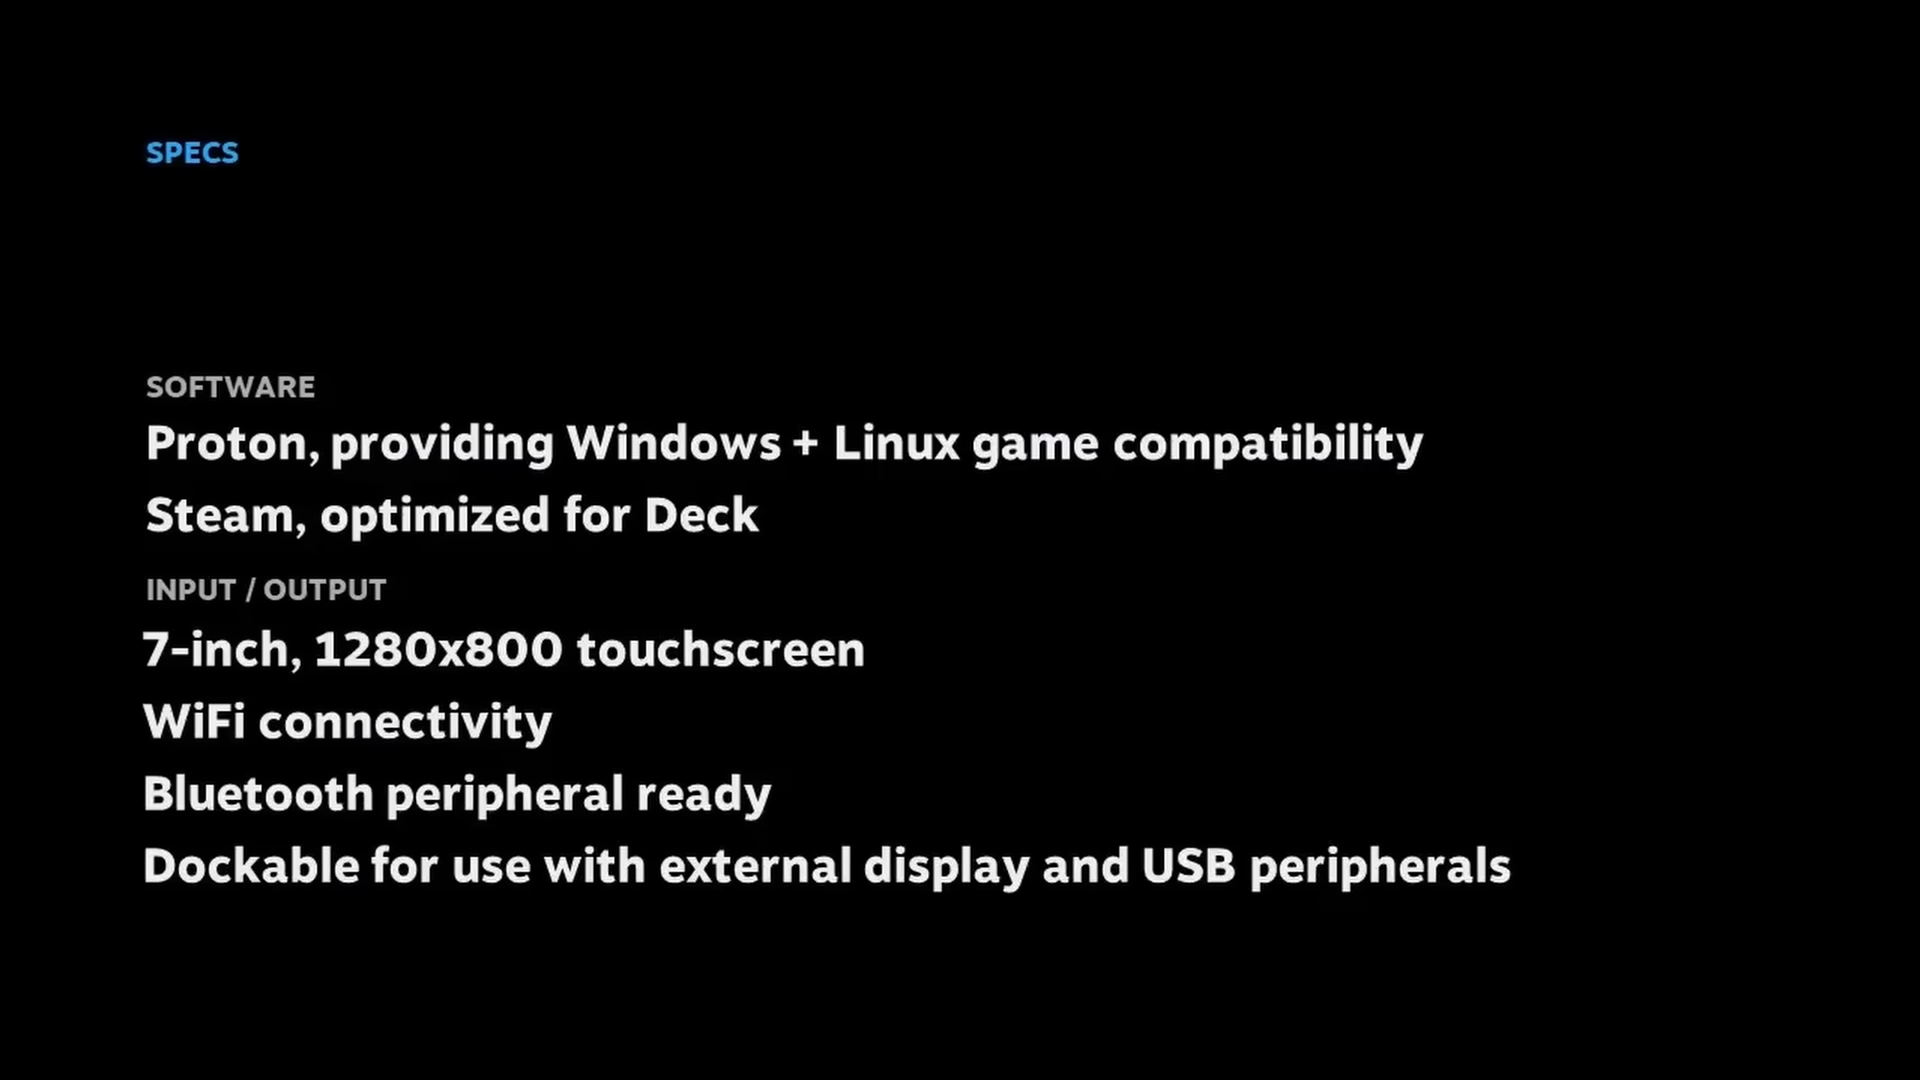 SPECS
SOFTWARE
Proton, providing Windows + Linux game compatibility
Steam, optimized for Deck
INPUT / OUTPUT
7-inch, 1280x800 touchscreen
WiFi connectivity
Bluetooth peripheral ready
Dockable for use with external display and USB peripherals